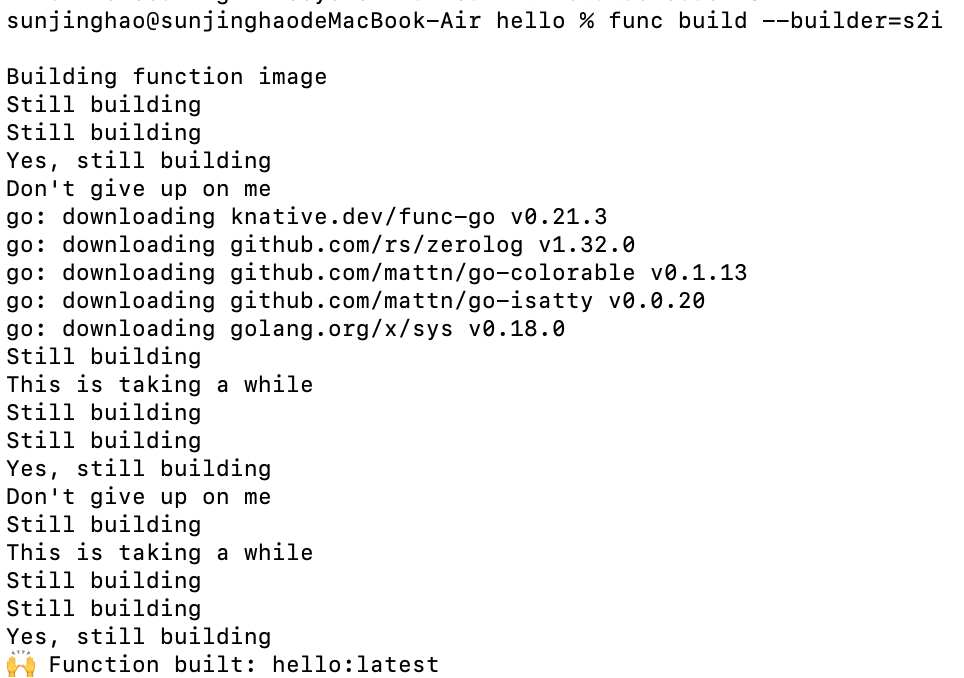 sunjinghao@sunjinghaodeMacBook-Air hello % func build --builder=s2i
Building function image
Still building
Still building
Yes, still building
Don't give up on me
go: downloading knative.dev/func-go v0.21.3
go: downloading github.com/rs/zerolog v1.32.0
go: downloading github.com/mattn/go-colorable v0.1.13
go: downloading github.com/mattn/go-isatty v0.0.20
go: downloading golang.org/x/sys v0.18.0
Still building
This is taking a while
Still building
Still building
Yes, still building
Don't give up on me
Still building
This is taking a while
Still building
Still building
Yes, still building
🙌 Function built: hello:latest